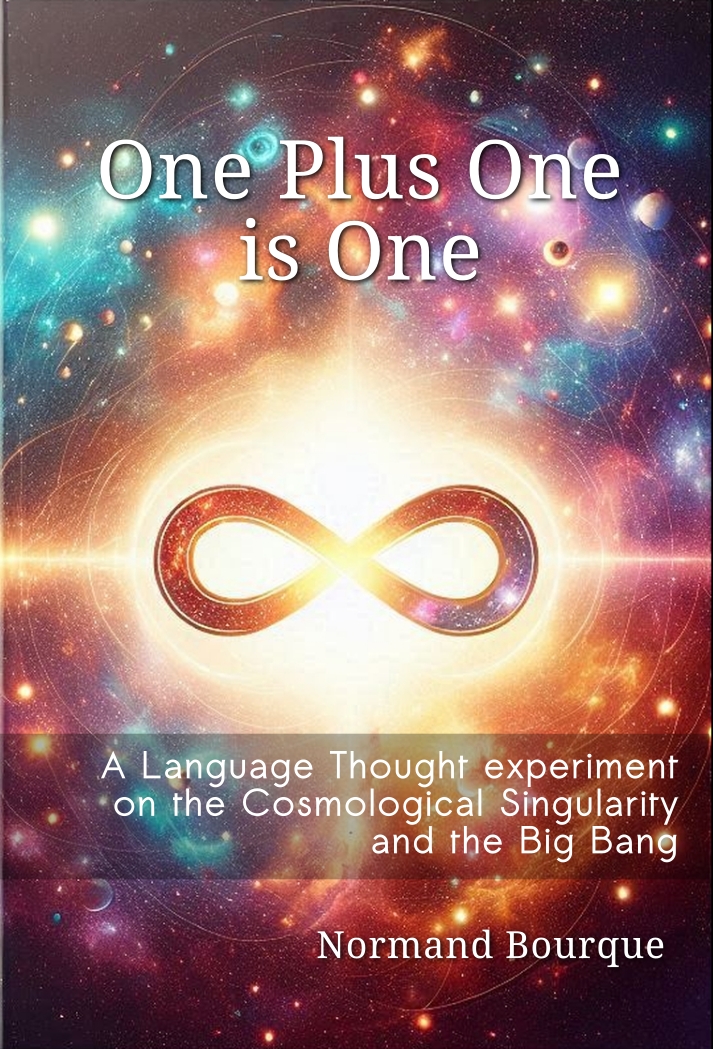 One Plus One
is One
A Language Thought experiment
on the Cosmological Singularity
and the Big Bang
Normand Bourque